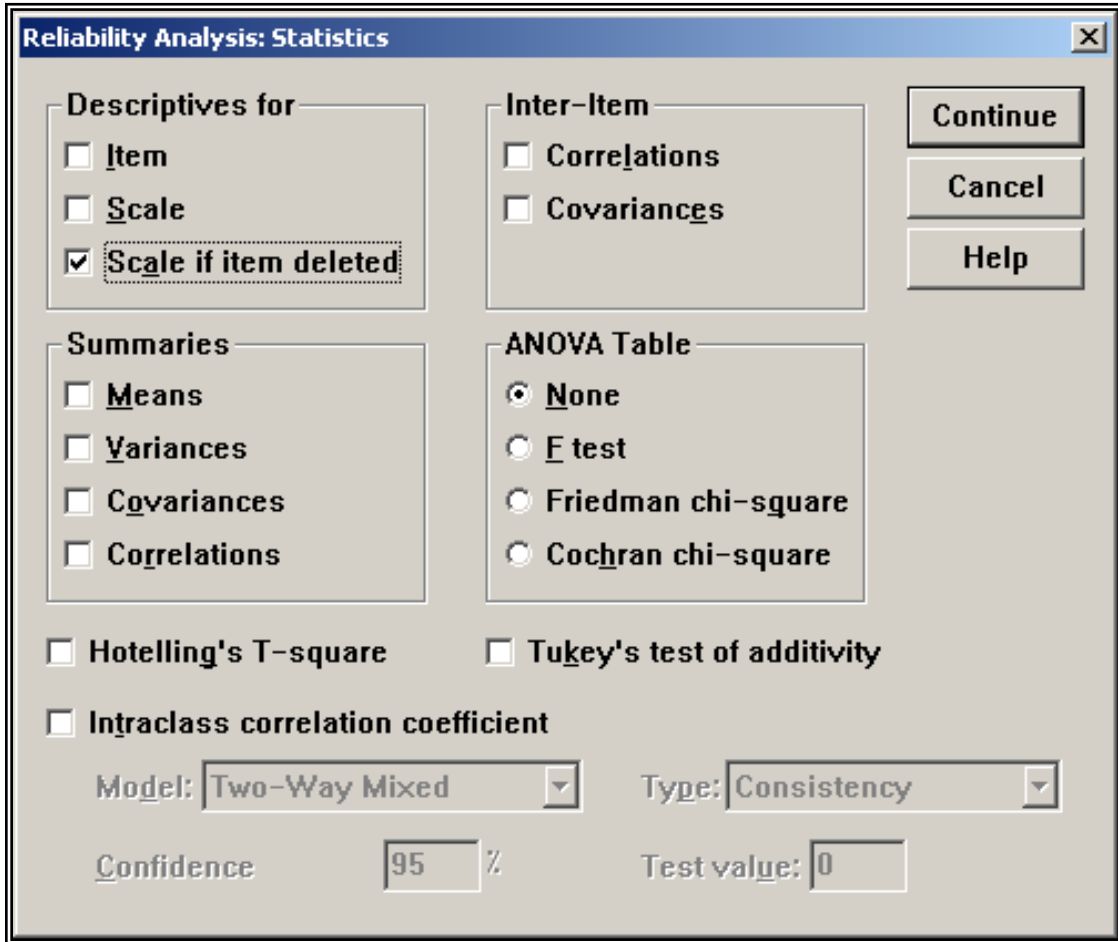 Reliability Analysis: Statistics
Descriptives for
Item
Scale
Scale if item deleted
Inter-Item
Correlations
Covariances
Continue
Cancel
Help
Summaries
Means
Variances
Covariances
Correlations
ANOVA Table
None
F test
Friedman chi-square
Cochran chi-square
Hotelling's T-square
Tukey's test of additivity
Intraclass correlation coefficient
Model: Two-Way Mixed
Type: Consistency
Confidence 95 %
Test value: 0